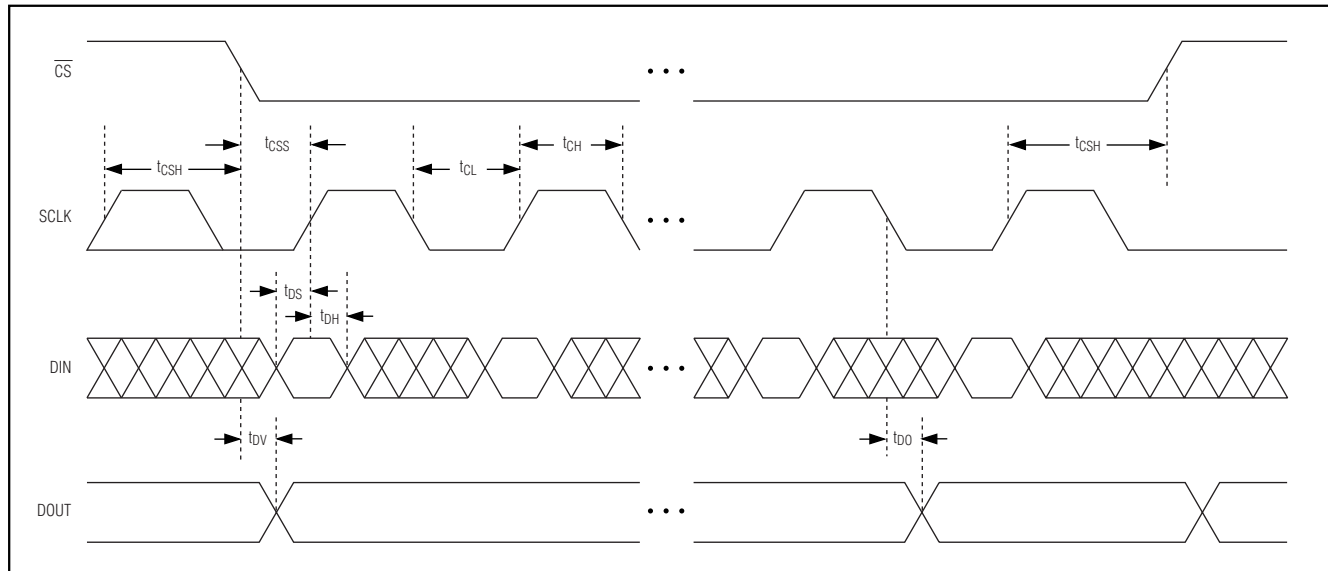 CS
• • •
tCSS
tCH
tCSH
tCL
tCSH
SCLK
• • •
tDS
tDH
DIN
• • •
tDV
tDO
DOUT
• • •